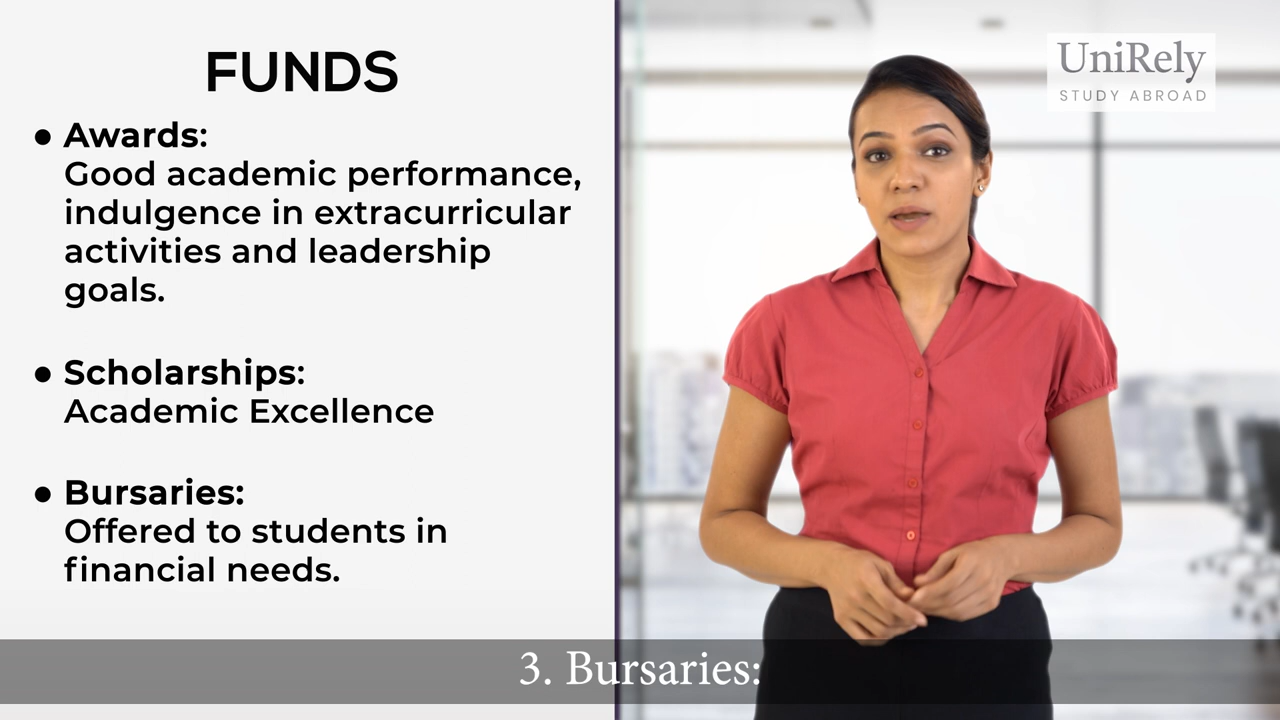 FUNDS
● Awards:
Good academic performance,
indulgence in extracurricular
activities and leadership
goals.
● Scholarships:
Academic Excellence
● Bursaries:
Offered to students in
financial needs.
UniRely
STUDY ABROAD
3. Bursaries: